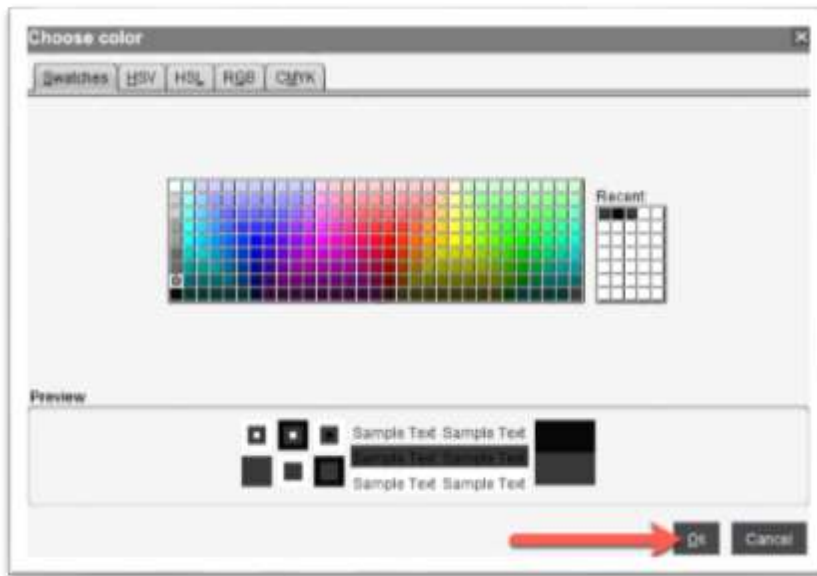 Choose color
Swatches HSV HSL RGB CMYK
Recent:
Preview
Sample Text Sample Text
Sample Text Sample Text
Sample Text Sample Text
OK Cancel